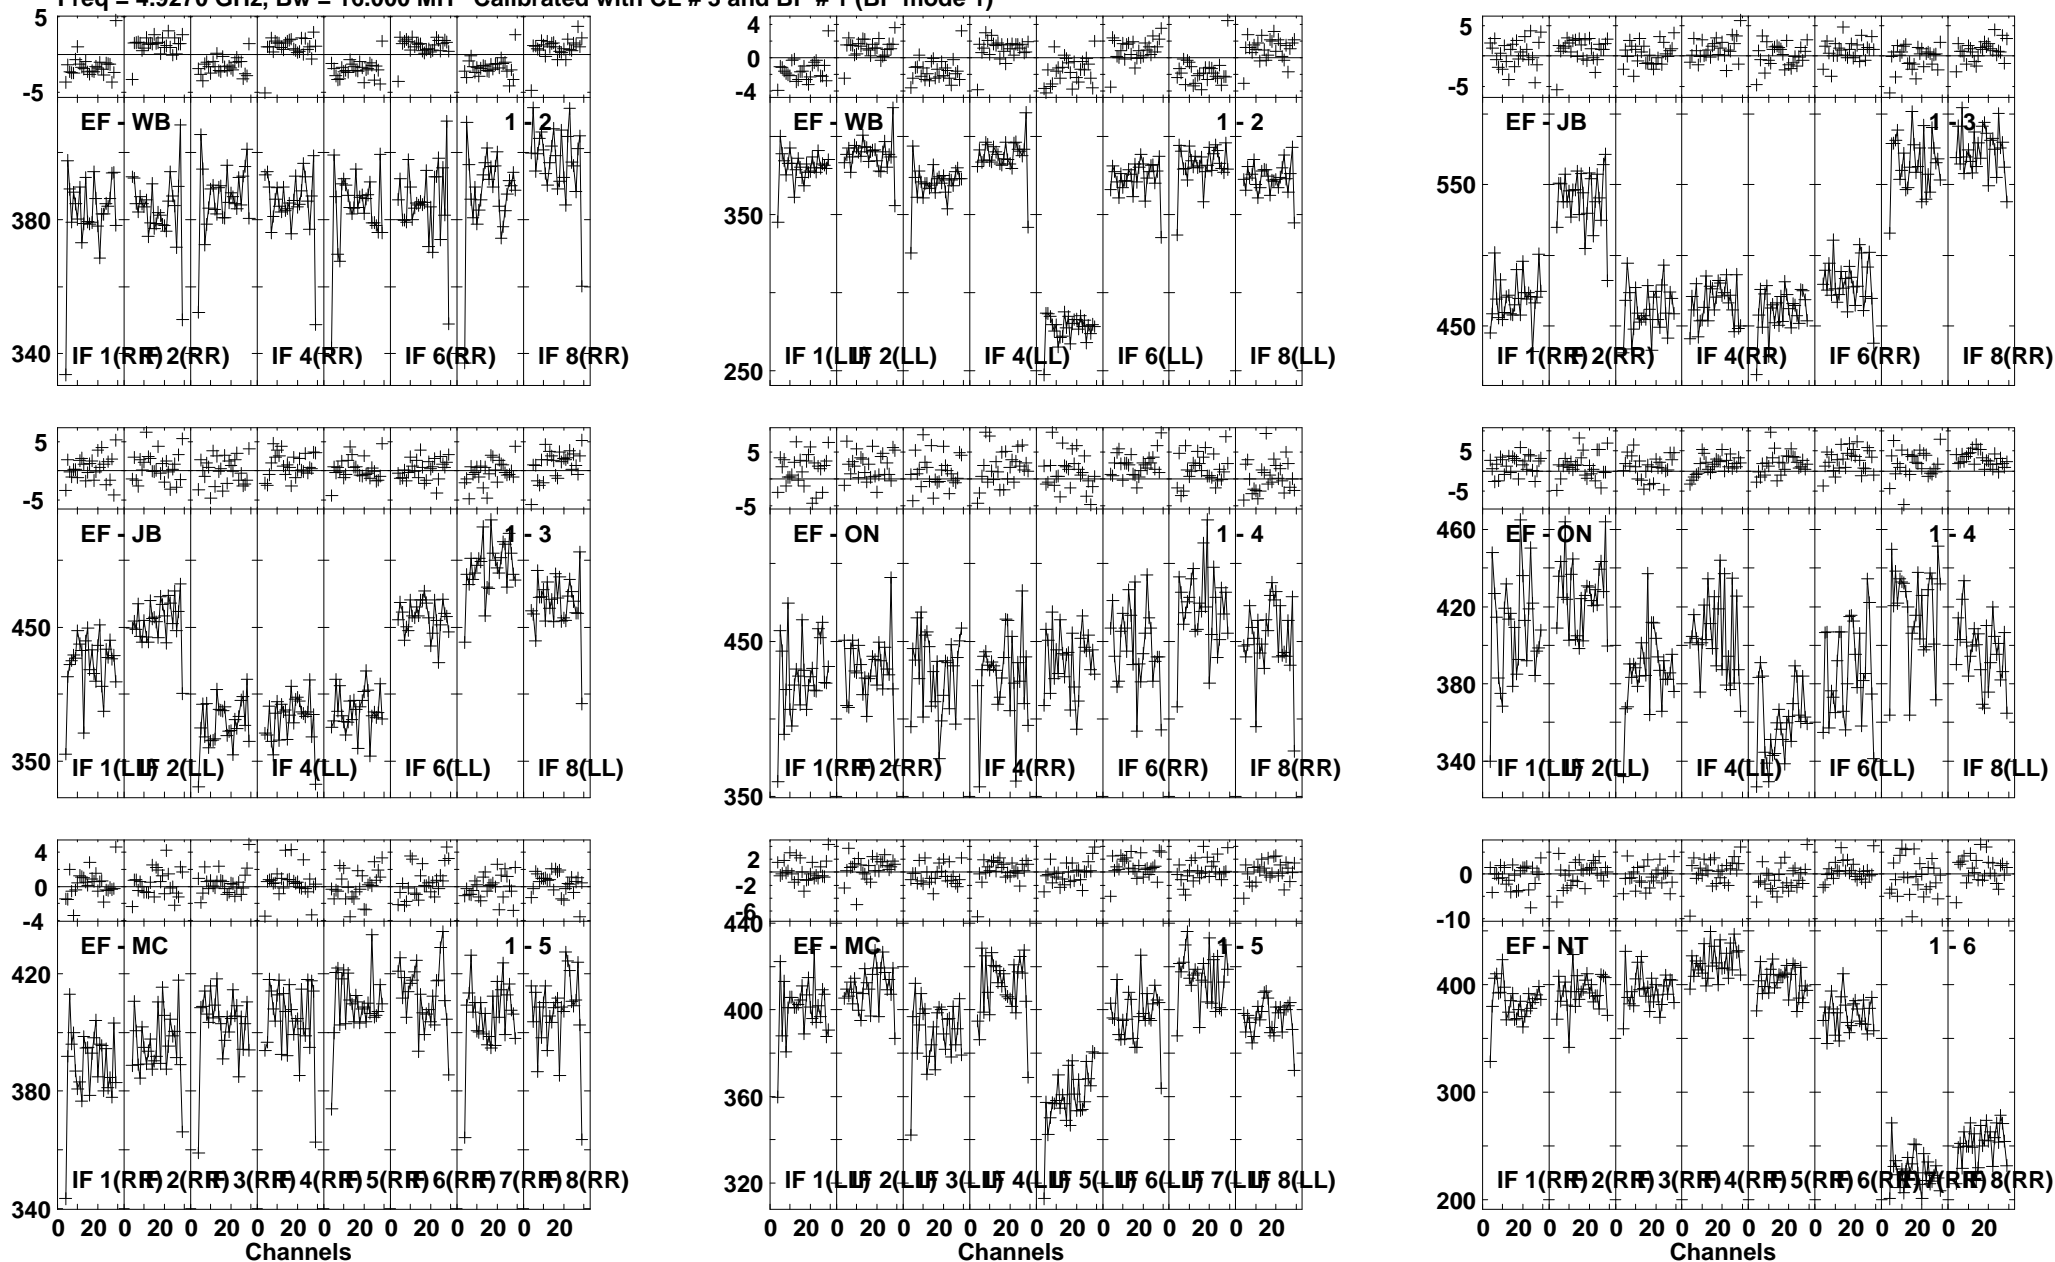 Freq = 4.9270 GHz, Bw = 16.000 MH Calibrated with CL # 3 and BP # 1 (BP mode 1)
5
-5
EF - WB
1 - 2
380
340
IF 1(RR) IF 2(RR) IF 4(RR) IF 6(RR) IF 8(RR)
4
0
-4
EF - WB
1 - 2
350
250
IF 1(LL) IF 2(LL) IF 4(LL) IF 6(LL) IF 8(LL)
5
-5
EF - JB
1 - 3
550
450
IF 1(RR) IF 2(RR) IF 4(RR) IF 6(RR) IF 8(RR)
5
-5
EF - JB
1 - 3
450
350
IF 1(LL) IF 2(LL) IF 4(LL) IF 6(LL) IF 8(LL)
5
-5
EF - ON
1 - 4
450
350
IF 1(RR) IF 2(RR) IF 4(RR) IF 6(RR) IF 8(RR)
5
-5
EF - ON
1 - 4
460
420
380
340
IF 1(LL) IF 2(LL) IF 4(LL) IF 6(LL) IF 8(LL)
4
0
-4
EF - MC
1 - 5
420
380
340
IF 1(RR) IF 2(RR) IF 3(RR) IF 4(RR) IF 5(RR) IF 6(RR) IF 7(RR) IF 8(RR)
0 20 0 20 0 20 0 20 0 20 0 20 0 20 0 20
Channels
2
-2
-6
440
EF - MC
1 - 5
400
360
320
IF 1(LL) IF 2(LL) IF 3(LL) IF 4(LL) IF 5(LL) IF 6(LL) IF 7(LL) IF 8(LL)
0 20 0 20 0 20 0 20 0 20 0 20 0 20 0 20
Channels
0
-10
EF - NT
1 - 6
400
300
200
IF 1(RR) IF 2(RR) IF 3(RR) IF 4(RR) IF 5(RR) IF 6(RR) IF 7(RR) IF 8(RR)
0 20 0 20 0 20 0 20 0 20 0 20 0 20 0 20
Channels